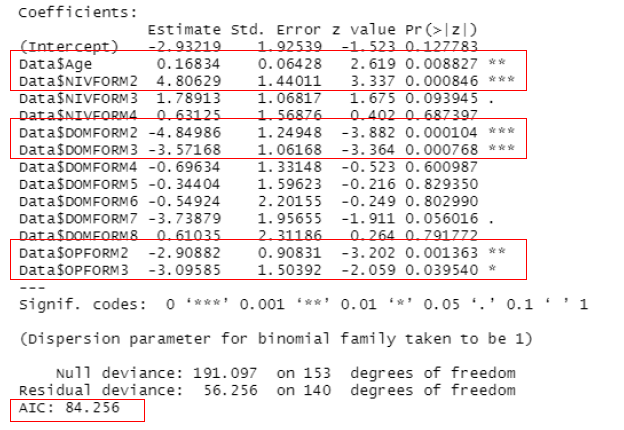 Coefficients:
Estimate Std. Error z value Pr(>|z|)
(Intercept) -2.93219 1.92539 -1.523 0.127783
Data$Age 0.16834 0.06428 2.619 0.008827 **
Data$NIVFORM2 4.80629 1.44011 3.337 0.000846 ***
Data$NIVFORM3 1.78913 1.06817 1.675 0.093945 .
Data$NIVFORM4 0.63125 1.56876 0.402 0.687397
Data$DOMFORM2 -4.84986 1.24948 -3.882 0.000104 ***
Data$DOMFORM3 -3.57168 1.06168 -3.364 0.000768 ***
Data$DOMFORM4 -0.69634 1.33148 -0.523 0.600987
Data$DOMFORM5 -0.34404 1.59623 -0.216 0.829350
Data$DOMFORM6 -0.54924 2.20155 -0.249 0.802990
Data$DOMFORM7 -3.73879 1.95655 -1.911 0.056016 .
Data$DOMFORM8 0.61035 2.31186 0.264 0.791772
Data$OPFORM2 -2.90882 0.90831 -3.202 0.001363 **
Data$OPFORM3 -3.09585 1.50392 -2.059 0.039540 *
---
Signif. codes: 0 ‘***’ 0.001 ‘**’ 0.01 ‘*’ 0.05 ‘.’ 0.1 ‘ ’ 1
(Dispersion parameter for binomial family taken to be 1)
Null deviance: 191.097 on 153 degrees of freedom
Residual deviance: 56.256 on 140 degrees of freedom
AIC: 84.256